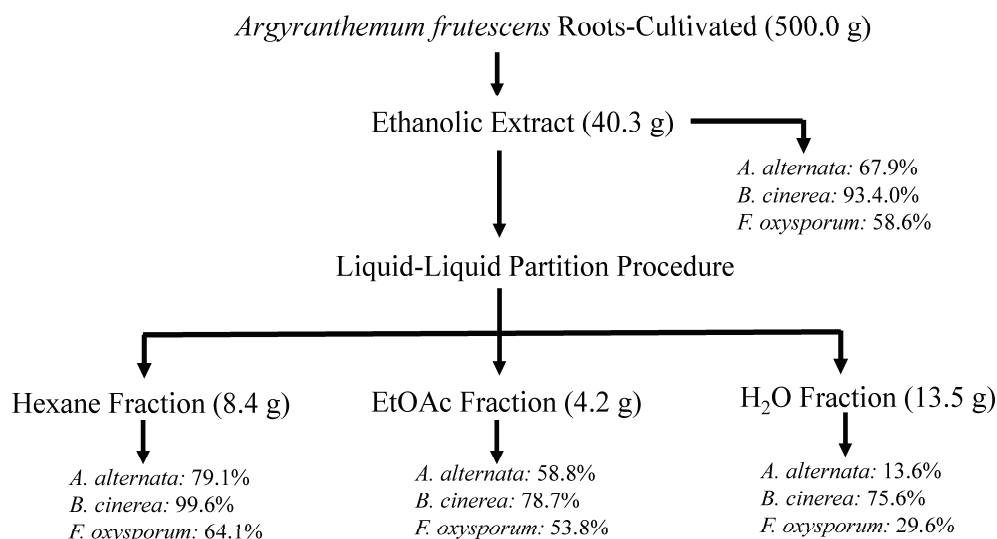 Argyranthemum frutescens Roots-Cultivated (500.0 g)
Ethanolic Extract (40.3 g)
A. alternata: 67.9%
B. cinerea: 93.4.0%
F. oxysporum: 58.6%
Liquid-Liquid Partition Procedure
Hexane Fraction (8.4 g)
A. alternata: 79.1%
B. cinerea: 99.6%
F. oxysporum: 64.1%
EtOAc Fraction (4.2 g)
A. alternata: 58.8%
B. cinerea: 78.7%
F. oxysporum: 53.8%
H₂O Fraction (13.5 g)
A. alternata: 13.6%
B. cinerea: 75.6%
F. oxysporum: 29.6%